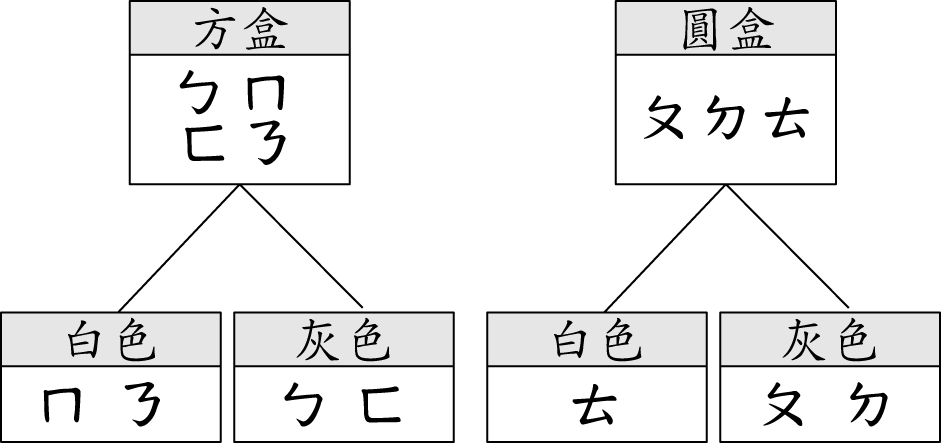 方盒
ㄅ ㄇ
ㄈ ㄋ
圓盒
ㄆ ㄉ ㄊ
白色
ㄇ ㄋ
灰色
ㄅ ㄈ
白色
ㄊ
灰色
ㄆ ㄉ